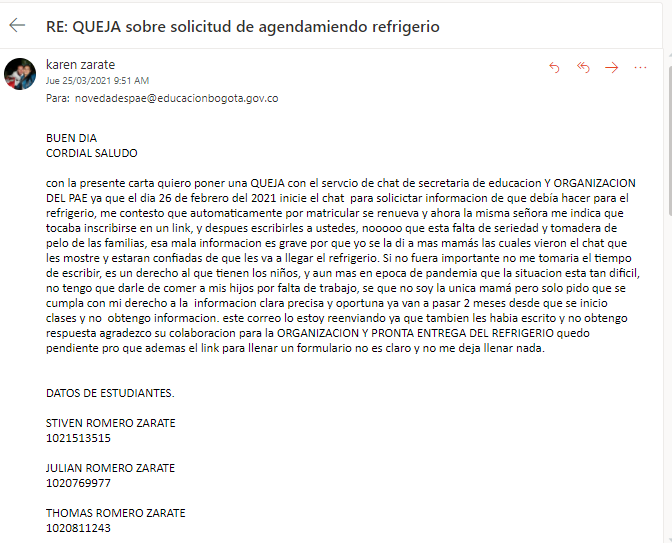 RE: QUEJA sobre solicitud de agendamiendo refrigerio
karen zarate
Jue 25/03/2021 9:51 AM
Para: novedadespae@educacionbogota.gov.co
BUEN DIA
CORDIAL SALUDO
con la presente carta quiero poner una QUEJA con el servcio de chat de secretaria de educacion Y ORGANIZACION
DEL PAE ya que el dia 26 de febrero del 2021 inicie el chat para solicictar informacion de que debía hacer para el
refrigerio, me contesto que automaticamente por matricular se renueva y ahora la misma señora me indica que
tocaba inscribirse en un link, y despues escribirles a ustedes, nooooo que esta falta de seriedad y tomadera de
pelo de las familias, esa mala informacion es grave por que yo se la di a mas mamás las cuales vieron el chat que
les mostre y estaran confiadas de que les va a llegar el refrigerio. Si no fuera importante no me tomaria el tiempo
de escribir, es un derecho al que tienen los niños, y aun mas en epoca de pandemia que la situacion esta tan dificil,
no tengo que darle de comer a mis hijos por falta de trabajo, se que no soy la unica mamá pero solo pido que se
cumpla con mi derecho a la informacion clara precisa y oportuna ya van a pasar 2 meses desde que se inicio
clases y no obtengo informacion. este correo lo estoy reenviando ya que tambien les habia escrito y no obtengo
respuesta agradezco su colaboracion para la ORGANIZACION Y PRONTA ENTREGA DEL REFRIGERIO quedo
pendiente pro que ademas el link para llenar un formulario no es claro y no me deja llenar nada.
DATOS DE ESTUDIANTES.
STIVEN ROMERO ZARATE
1021513515
JULIAN ROMERO ZARATE
1020769977
THOMAS ROMERO ZARATE
1020811243